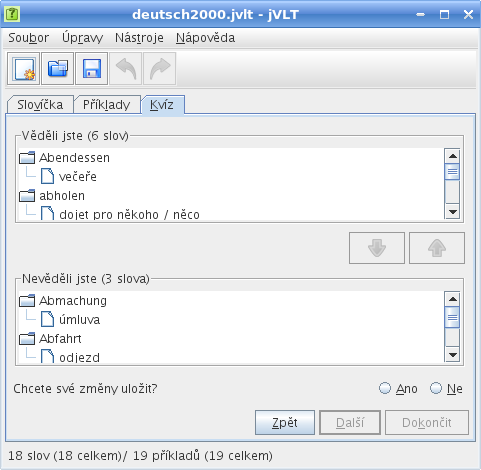 deutsch2000.jvlt - jVLT
Soubor Úpravy Nástroje Nápověda
Slovíčka Příklady Kvíz
Věděli jste (6 slov)
Abendessen
večeře
abholen
dojet pro někoho / něco
Nevěděli jste (3 slova)
Abmachung
úmluva
Abfahrt
odjezd
Chcete své změny uložit? Ano Ne
Zpět Další Dokončit
18 slov (18 celkem)/ 19 příkladů (19 celkem)